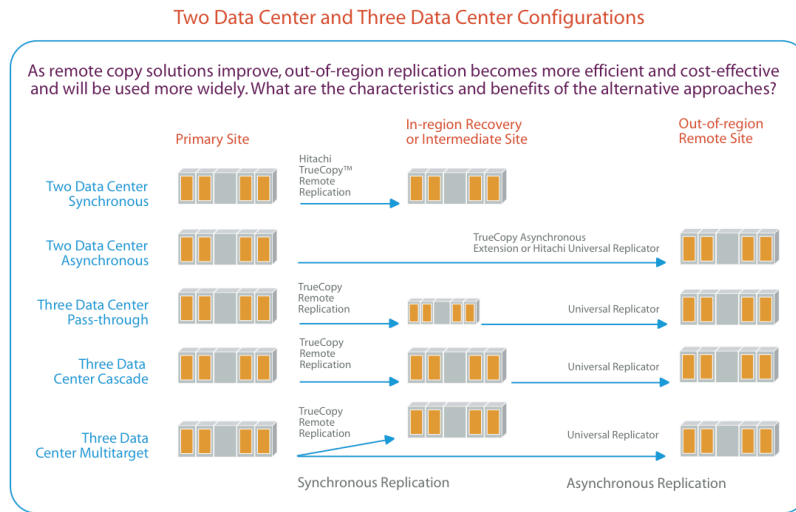 Two Data Center and Three Data Center Configurations
As remote copy solutions improve, out-of-region replication becomes more efficient and cost-effective
and will be used more widely. What are the characteristics and benefits of the alternative approaches?
Primary Site
In-region Recovery
or Intermediate Site
Out-of-region
Remote Site
Two Data Center
Synchronous
Hitachi
TrueCopy™
Remote
Replication
Two Data Center
Asynchronous
TrueCopy Asynchronous
Extension or Hitachi Universal Replicator
Three Data Center
Pass-through
TrueCopy
Remote
Replication
Universal Replicator
Three Data
Center Cascade
TrueCopy
Remote
Replication
Universal Replicator
Three Data
Center Multitarget
TrueCopy
Remote
Replication
Universal Replicator
Synchronous Replication
Asynchronous Replication